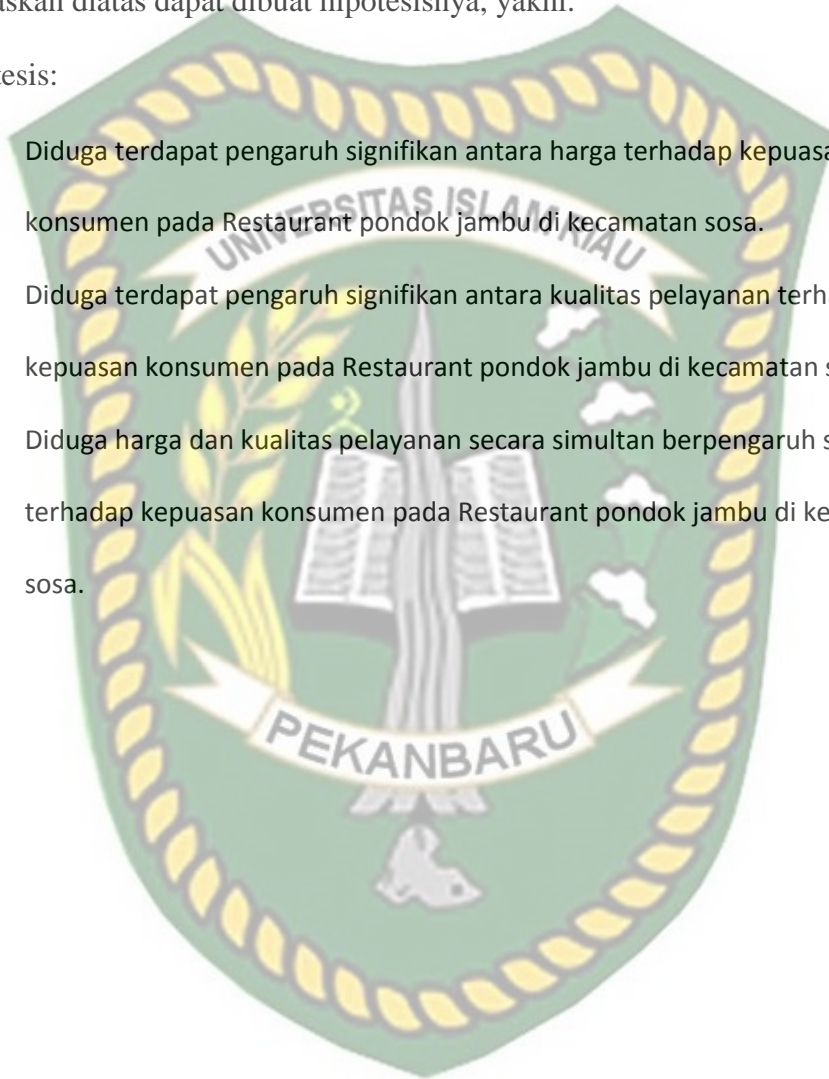 diatas dapat dibuat hipotesisnya, yakni:
Diduga terdapat pengaruh signifikan antara harga terhadap
konsumen pada Restaurant pondok jambu di kecamatan sosa.
UNIVERSITAS ISLAM RIAU
Diduga terdapat pengaruh signifikan antara kualitas pelayanan
kepuasan konsumen pada Restaurant pondok jambu di kecamatan
Diduga harga dan kualitas pelayanan secara simultan berpengaruh
terhadap kepuasan konsumen pada Restaurant pondok jambu di
sosa.
PEKANBARU